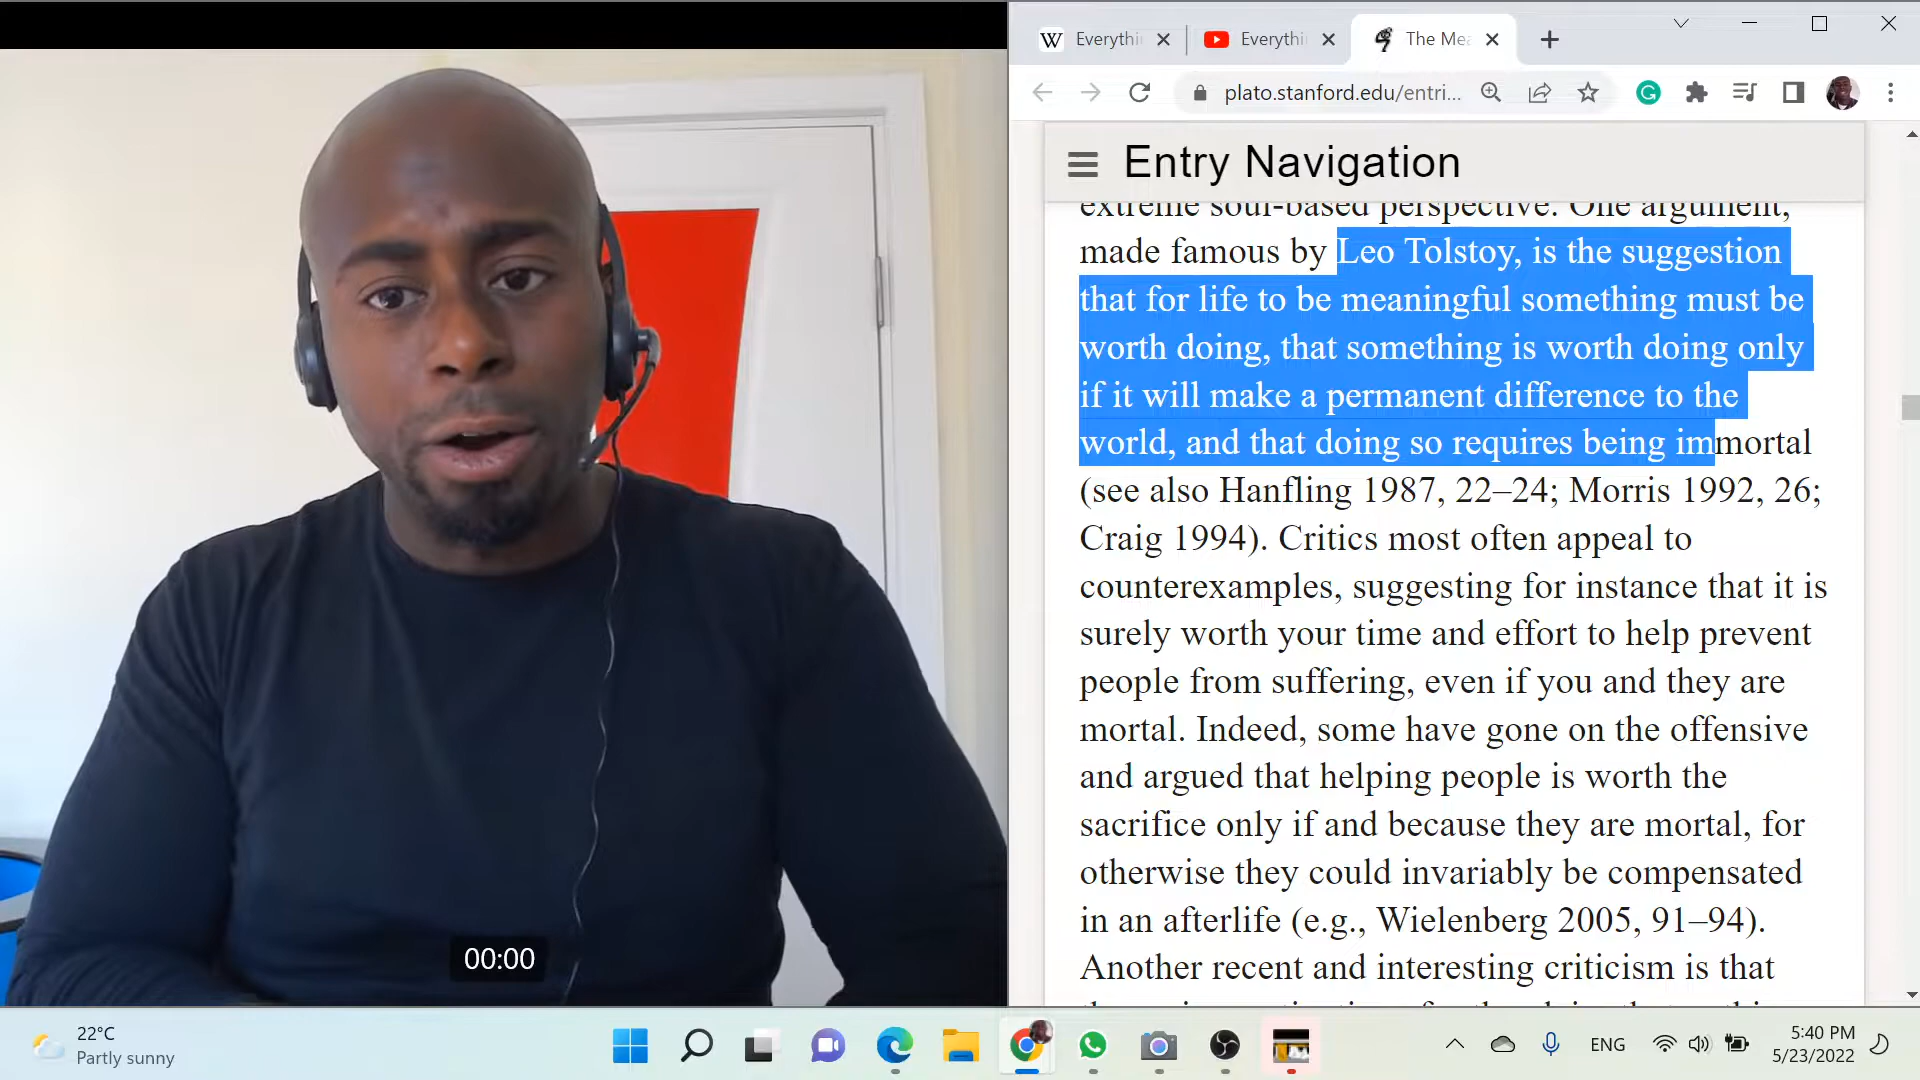 Everythi
Everythi
The Mea
plato.stanford.edu/entri...
Entry Navigation
extreme soul-based perspective. One argument,
made famous by Leo Tolstoy, is the suggestion
that for life to be meaningful something must be
worth doing, that something is worth doing only
if it will make a permanent difference to the
world, and that doing so requires being immortal
(see also Hanfling 1987, 22–24; Morris 1992, 26;
Craig 1994). Critics most often appeal to
counterexamples, suggesting for instance that it is
surely worth your time and effort to help prevent
people from suffering, even if you and they are
mortal. Indeed, some have gone on the offensive
and argued that helping people is worth the
sacrifice only if and because they are mortal, for
otherwise they could invariably be compensated
in an afterlife (e.g., Wielenberg 2005, 91–94).
Another recent and interesting criticism is that
00:00
22°C
Partly sunny
ENG
5:40 PM
5/23/2022